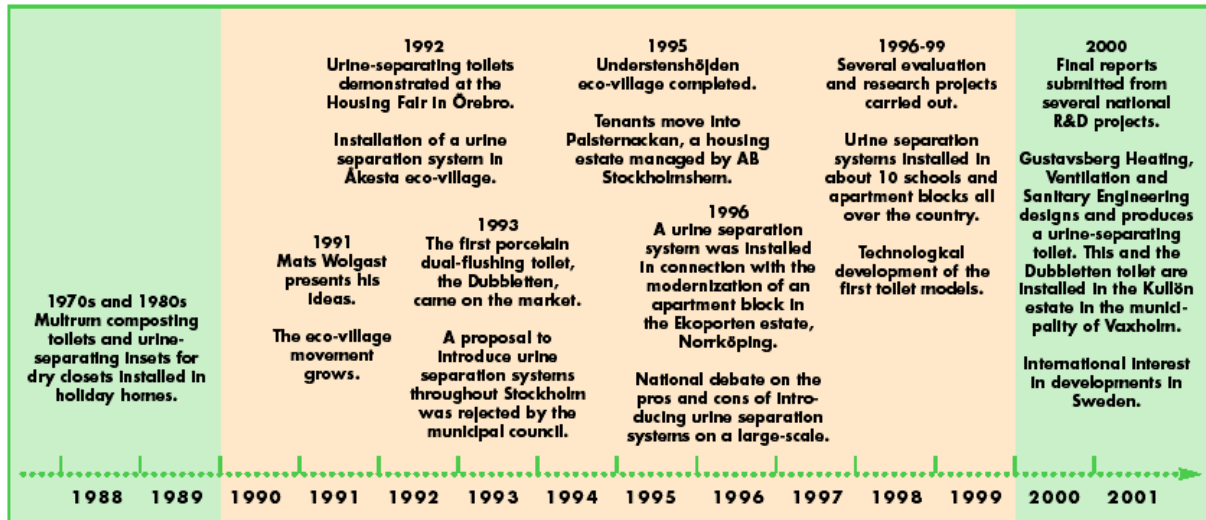 1970s and 1980s
Multrum composting
toilets and urine-
separating insets for
dry closets installed in
holiday homes.
1991
Mats Wolgast
presents his
ideas.
The eco-village
movement
grows.
1992
Urine-separating toilets
demonstrated at the
Housing Fair in Örebro.
Installation of a urine
separation system in
Åkesta eco-village.
1993
The first porcelain
dual-flushing toilet,
the Dubbletten,
came on the market.
A proposal to
introduce urine
separation systems
throughout Stockholm
was rejected by the
municipal council.
1995
Understenshöjden
eco-village completed.
Tenants move into
Palsternackan, a housing
estate managed by AB
Stockholmshem.
1996
A urine separation
system was installed
in connection with the
modernization of an
apartment block in
the Ekoporten estate,
Norrköping.
National debate on the
pros and cons of intro-
ducing urine separation
systems on a large-scale.
1996-99
Several evaluation
and research projects
carried out.
Urine separation
systems installed in
about 10 schools and
apartment blocks all
over the country.
Technological
development of the
first toilet models.
2000
Final reports
submitted from
several national
R&D projects.
Gustavsberg Heating,
Ventilation and
Sanitary Engineering
designs and produces
a urine-separating
toilet. This and the
Dubbletten toilet are
installed in the Kullön
estate in the munici-
pality of Vaxholm.
International interest
in developments in
Sweden.
1988 1989 1990 1991 1992 1993 1994 1995 1996 1997 1998 1999 2000 2001